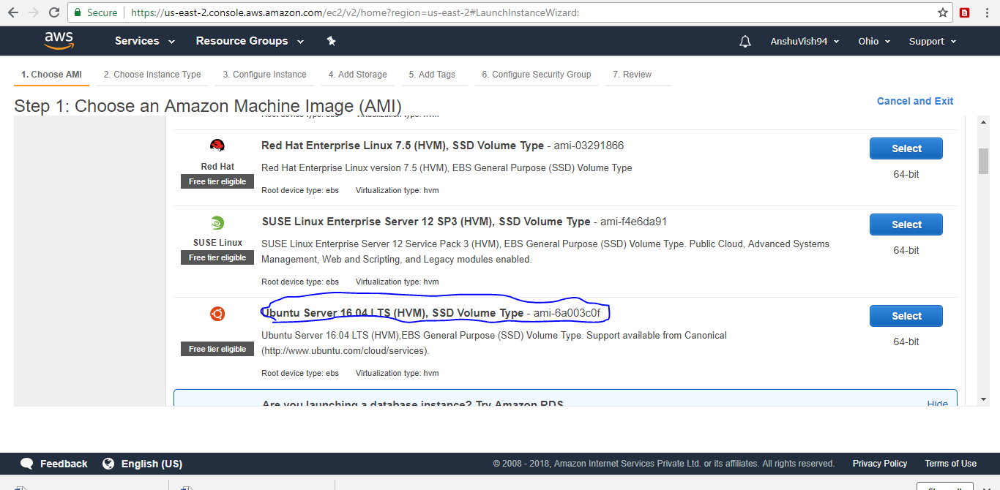 Secure https://us-east-2.console.aws.amazon.com/ec2/v2/home?region=us-east-2#LaunchInstanceWizard:
aws Services Resource Groups AnshuVish94 Ohio Support
1. Choose AMI 2. Choose Instance Type 3. Configure Instance 4. Add Storage 5. Add Tags 6. Configure Security Group 7. Review
Step 1: Choose an Amazon Machine Image (AMI)
Cancel and Exit
Root device type: ebs Virtualization type: hvm
Red Hat
Free tier eligible
Red Hat Enterprise Linux 7.5 (HVM), SSD Volume Type - ami-03291866
Red Hat Enterprise Linux version 7.5 (HVM), EBS General Purpose (SSD) Volume Type
Root device type: ebs Virtualization type: hvm
Select
64-bit
SUSE Linux
Free tier eligible
SUSE Linux Enterprise Server 12 SP3 (HVM), SSD Volume Type - ami-f4e6da91
SUSE Linux Enterprise Server 12 Service Pack 3 (HVM), EBS General Purpose (SSD) Volume Type. Public Cloud, Advanced Systems
Management, Web and Scripting, and Legacy modules enabled.
Root device type: ebs Virtualization type: hvm
Select
64-bit
Free tier eligible
Ubuntu Server 16.04 LTS (HVM), SSD Volume Type - ami-6a003c0f
Ubuntu Server 16.04 LTS (HVM),EBS General Purpose (SSD) Volume Type. Support available from Canonical
(http://www.ubuntu.com/cloud/services).
Root device type: ebs Virtualization type: hvm
Select
64-bit
Are you launching a database instance? Try Amazon RDS.
Hide
Feedback English (US)
© 2008 - 2018, Amazon Internet Services Private Ltd. or its affiliates. All rights reserved. Privacy Policy Terms of Use